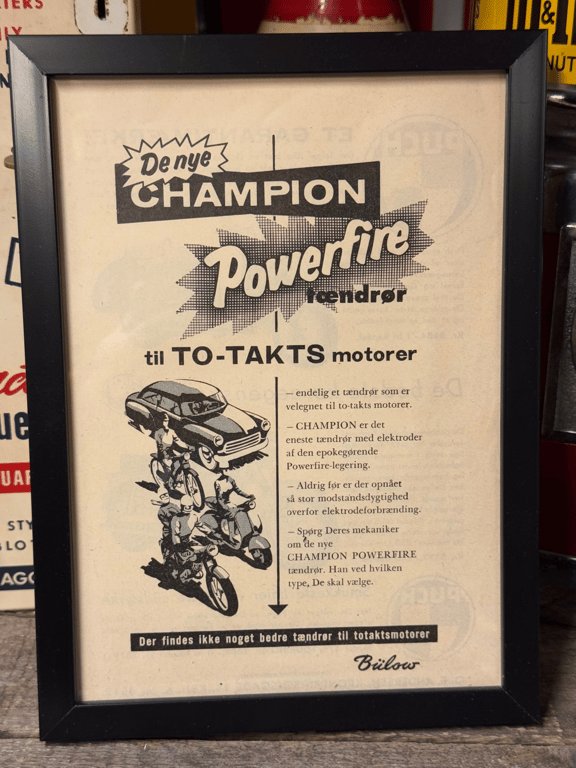 De nye
CHAMPION
Powerfire
tændrør
til TO-TAKTS motorer
– endelig et tændrør som er
velegnet til to-takts motorer.
– CHAMPION er det
eneste tændrør med elektroder
af den epokegørende
Powerfire-legering.
– Aldrig før er der opnået
så stor modstandsdygtighed
overfor elektrodeforbrænding.
– Spørg Deres mekaniker
om de nye
CHAMPION POWERFIRE
tændrør. Han ved hvilken
type, De skal vælge.
Der findes ikke noget bedre tændrør til totaktsmotorer
Bülow